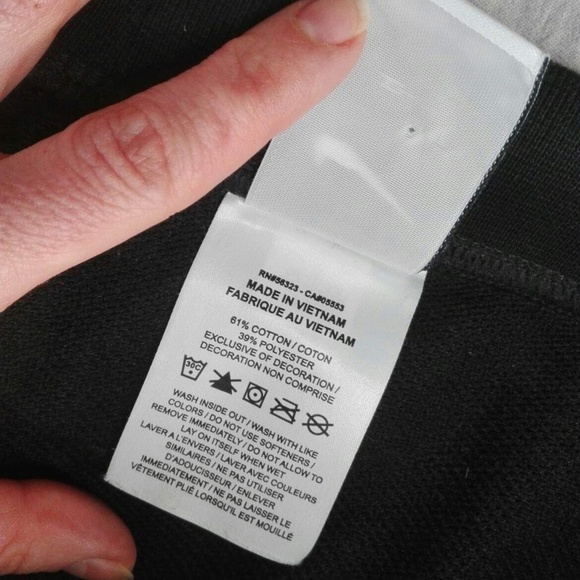 RN#56323 - CA#05553
MADE IN VIETNAM
FABRIQUE AU VIETNAM
61% COTTON / COTON
39% POLYESTER
EXCLUSIVE OF DECORATION /
DECORATION NON COMPRISE
30C
WASH INSIDE OUT / WASH WITH LIKE
COLORS / DO NOT USE SOFTENERS /
REMOVE IMMEDIATELY / DO NOT ALLOW TO
LAY ON ITSELF WHEN WET
LAVER A L'ENVERS / LAVER AVEC COULEURS
SIMILAIRES / NE PAS UTILISER
D'ADOUCISSEUR / ENLEVER
IMMEDIATEMENT / NE PAS LAISSER LE
VÊTEMENT PLIÉ LORSQU'IL EST MOUILLÉ